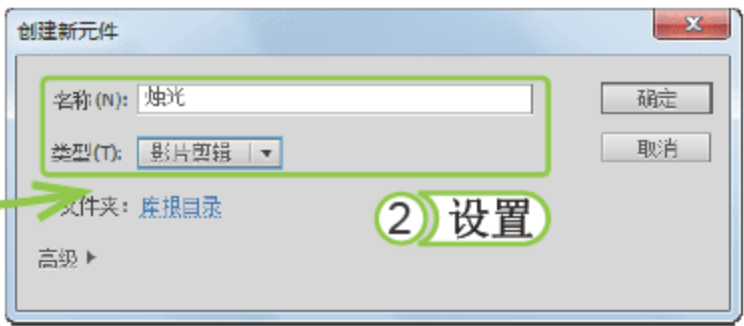 创建新元件
名称(N): 烛光
确定
类型(T): 影片剪辑
取消
文件夹: 库根目录
② 设置
高级